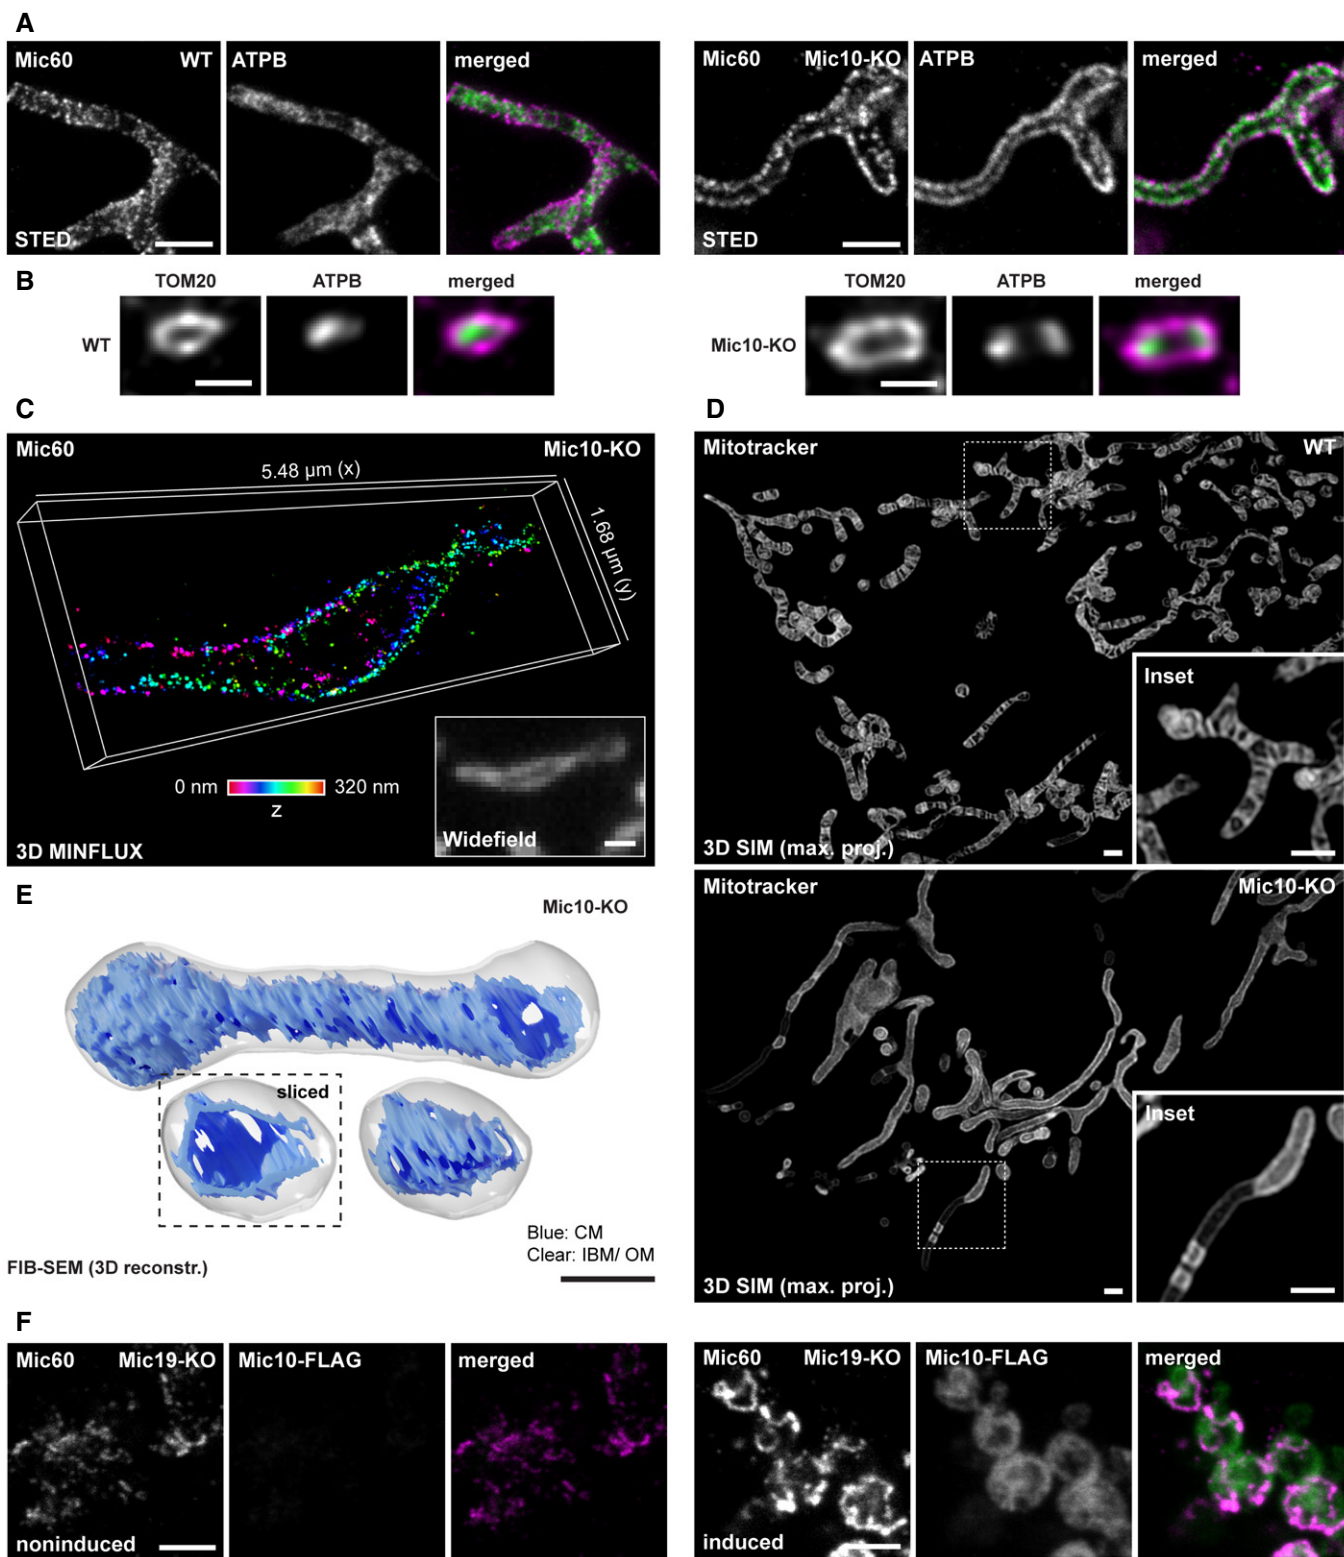 A
Mic60 WT ATPB merged
STED
Mic60 Mic10-KO ATPB merged
STED
B
TOM20 ATPB merged
WT
TOM20 ATPB merged
Mic10-KO
C
Mic60 Mic10-KO
5.48 µm (x)
1.68 µm (y)
0 nm 320 nm
z
Widefield
3D MINFLUX
D
Mitotracker WT
Inset
3D SIM (max. proj.)
Mitotracker Mic10-KO
Inset
3D SIM (max. proj.)
E
Mic10-KO
sliced
Blue: CM
Clear: IBM/ OM
FIB-SEM (3D reconstr.)
F
Mic60 Mic19-KO Mic10-FLAG merged
noninduced
Mic60 Mic19-KO Mic10-FLAG merged
induced